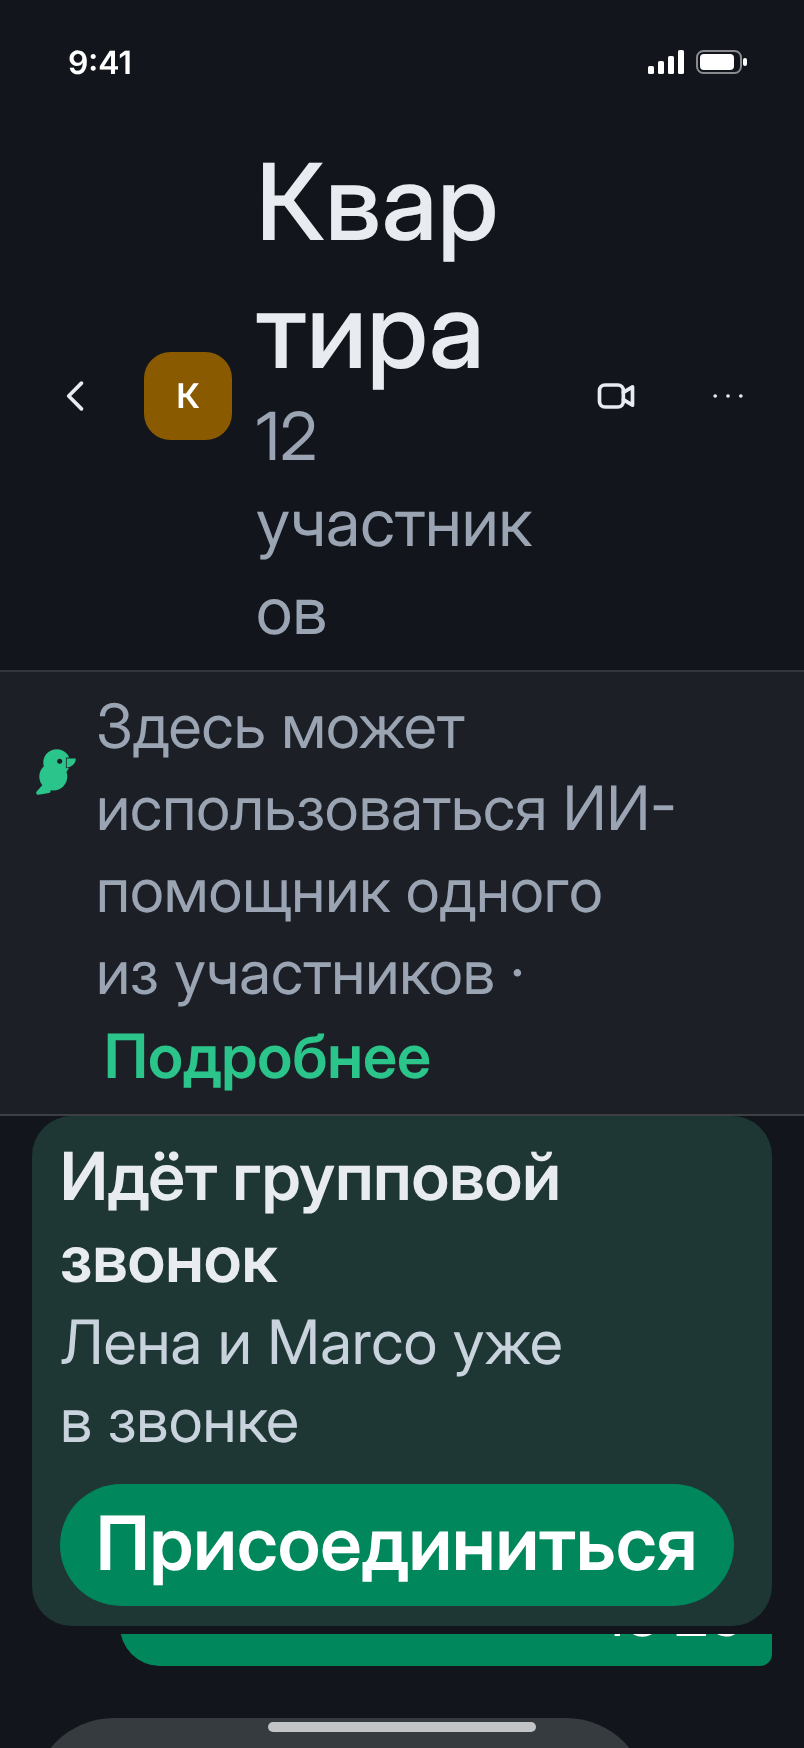 9:41
Квар
тира
К
12
участник
ов
Здесь может
использоваться ИИ-
помощник одного
из участников ·
Подробнее
Идёт групповой
звонок
Лена и Marco уже
в звонке
Присоединиться